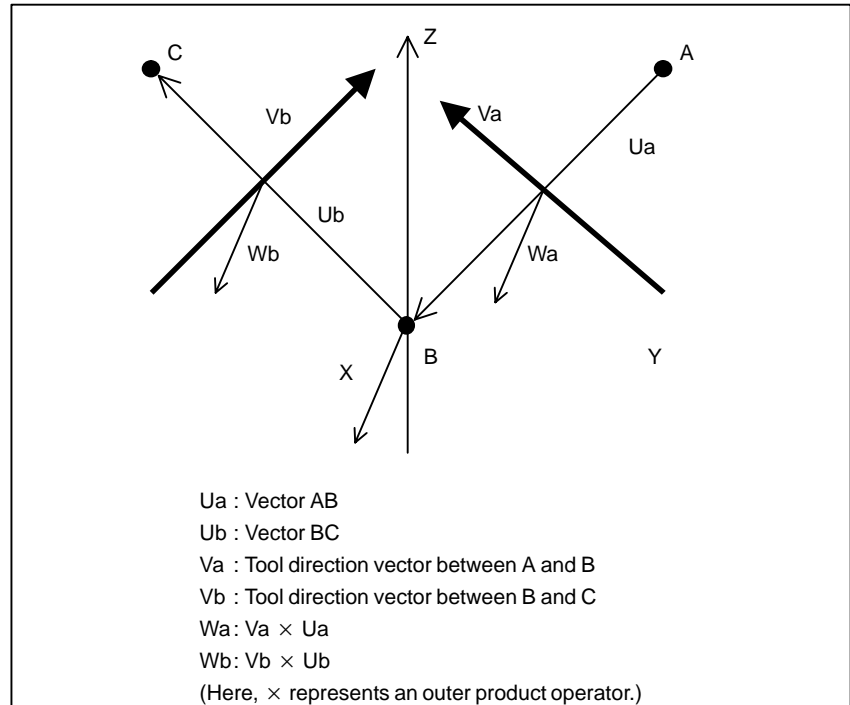 C
Z
A
Vb
Va
Ua
Ub
Wb
Wa
B
Y
X
Ua : Vector AB
Ub : Vector BC
Va : Tool direction vector between A and B
Vb : Tool direction vector between B and C
Wa : Va × Ua
Wb: Vb × Ub
(Here, × represents an outer product operator.)